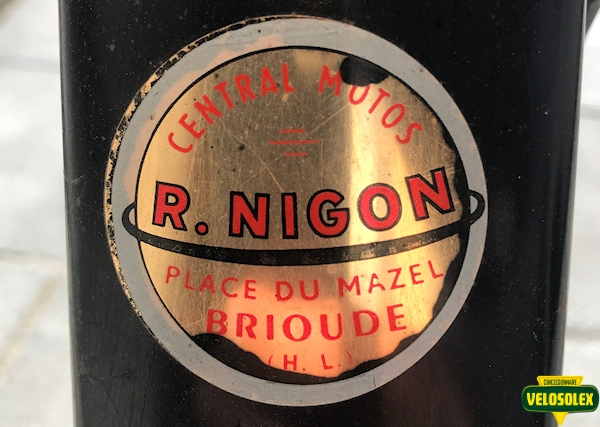 CENTRAL MOTOS
R. NIGON
PLACE DU MAZEL
BRIOUDE
(H. L.)
CONCESSIONNAIRE
VELOSOLEX